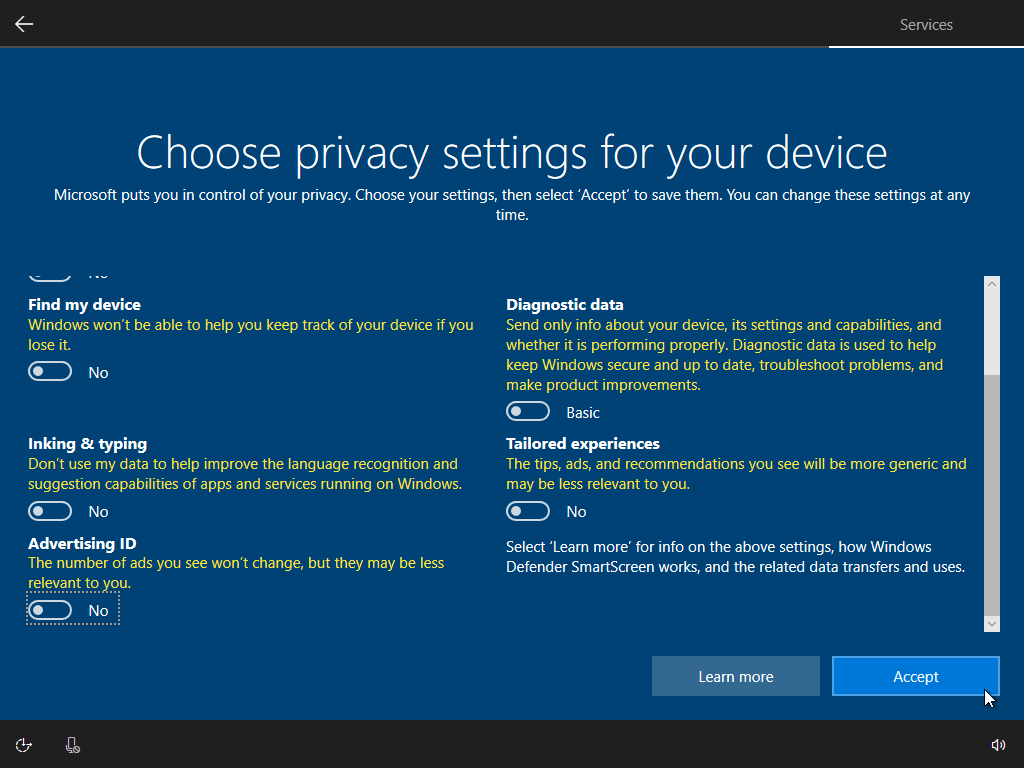 Services
Choose privacy settings for your device
Microsoft puts you in control of your privacy. Choose your settings, then select ‘Accept’ to save them. You can change these settings at any
time.
Find my device
Windows won’t be able to help you keep track of your device if you
lose it.
No
Diagnostic data
Send only info about your device, its settings and capabilities, and
whether it is performing properly. Diagnostic data is used to help
keep Windows secure and up to date, troubleshoot problems, and
make product improvements.
Basic
Inking & typing
Don’t use my data to help improve the language recognition and
suggestion capabilities of apps and services running on Windows.
No
Tailored experiences
The tips, ads, and recommendations you see will be more generic and
may be less relevant to you.
No
Advertising ID
The number of ads you see won’t change, but they may be less
relevant to you.
No
Select ‘Learn more’ for info on the above settings, how Windows
Defender SmartScreen works, and the related data transfers and uses.
Learn more
Accept